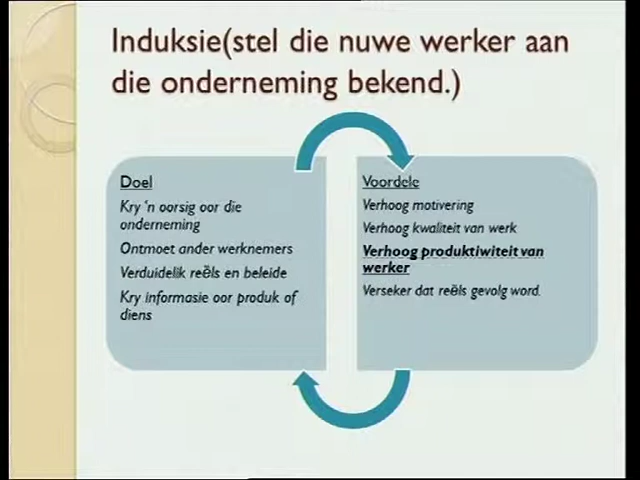 Induksie(stel die nuwe werker aan
die onderneming bekend.)
Doel
Kry 'n oorsig oor die
onderneming
Ontmoet ander werknemers
Verduidelik reëls en beleide
Kry informasie oor produk of
diens
Voordele
Verhoog motivering
Verhoog kwaliteit van werk
Verhoog produktiwiteit van
werker
Verseker dat reëls gevolg word.